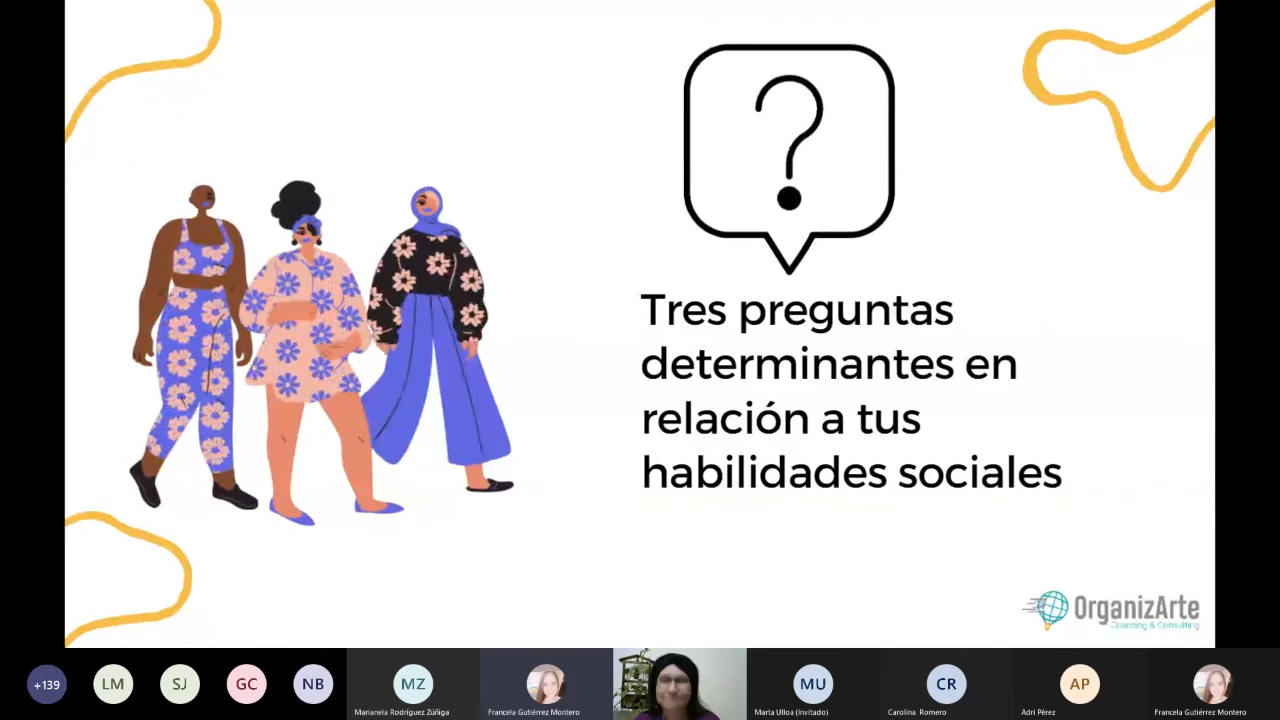 ?
Tres preguntas
determinantes en
relación a tus
habilidades sociales
OrganizArte
Coaching & Consulting
+139
LM
SJ
GC
NB
MZ
MU
CR
AP
Marianela Rodríguez Zúñiga
Francela Gutiérrez Montero
Marta Ulloa (Invitado)
Carolina Romero
Adri Pérez
Francela Gutiérrez Montero